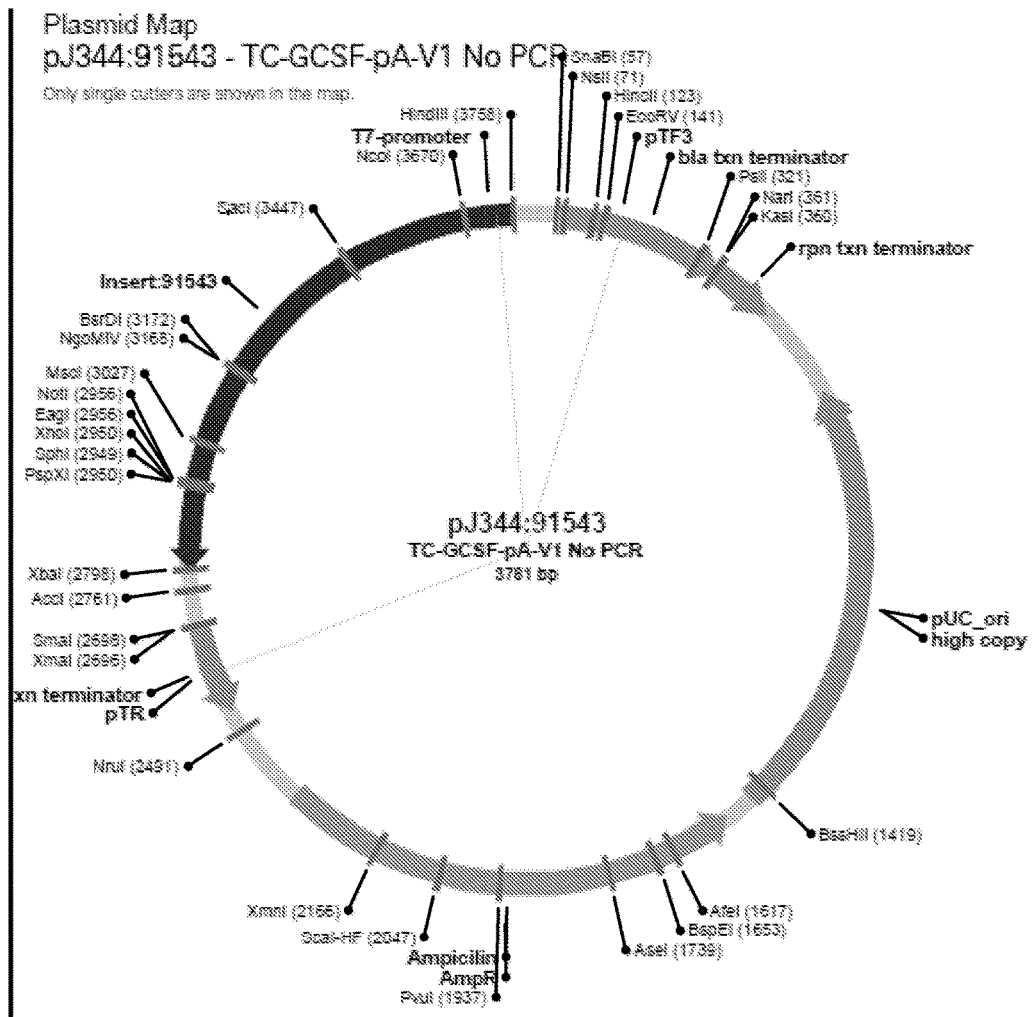 Plasmid Map
pJ344:91543 - TC-GCSF-pA-V1 No PCR
Only single cutters are shown in the map.
SnaBI (57)
NsiI (71)
HincII (123)
EcoRV (141)
pTF3
bla txn terminator
PsiI (321)
NarI (361)
KasI (360)
rpn txn terminator
HindIII (3758)
T7-promoter
NcoI (3670)
SacI (3447)
Insert:91543
BsrDI (3172)
NgoMIV (3168)
MscI (3027)
NotI (2956)
EagI (2956)
XhoI (2950)
SphI (2949)
PspXI (2950)
pJ344:91543
TC-GCSF-pA-V1 No PCR
3781 bp
XbaI (2798)
AccI (2761)
SmaI (2698)
XmaI (2696)
xn terminator
pTR
NruI (2491)
pUC_ori
high copy
BssHII (1419)
AfeI (1617)
BspEI (1653)
AseI (1739)
XmnI (2166)
ScaI-HF (2047)
Ampicilin
AmpR
PvuI (1937)